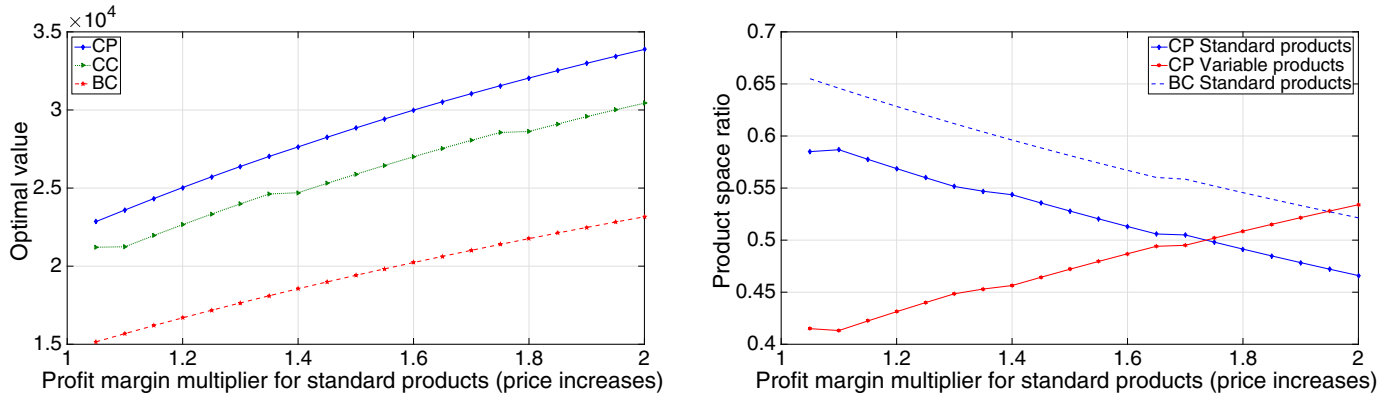 ×10⁴
3.5
3
2.5
2
1.5
1
1.2
1.4
1.6
1.8
2
Optimal value
Profit margin multiplier for standard products (price increases)
CP
CC
BC
0.7
0.65
0.6
0.55
0.5
0.45
0.4
1
1.2
1.4
1.6
1.8
2
Product space ratio
Profit margin multiplier for standard products (price increases)
CP Standard products
CP Variable products
BC Standard products